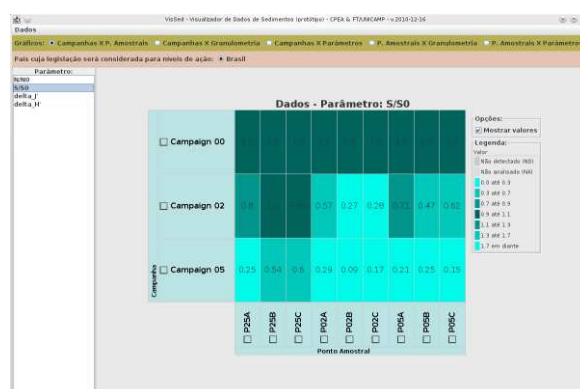 VisSed - Visualizador de Dados de Sedimentos (protótipo) - CPEA & FT/UNICAMP - v.2010-12-16
Dados
Gráficos: Campanhas X P. Amostrais Campanhas X Granulometria Campanhas X Parâmetros P. Amostrais X Granulometria P. Amostrais X Parâmetros
País cuja legislação será considerada para níveis de ação: Brasil
Parâmetro:
N/N0
S/S0
delta_J'
delta_H'
Dados - Parâmetro: S/S0
Campaign 00
Campaign 02
0.8 0.57 0.27 0.28 0.71 0.47 0.62
Campaign 05
0.25 0.54 0.6 0.29 0.09 0.17 0.21 0.25 0.15
Campanha
P25A P25B P25C P02A P02B P02C P05A P05B P05C
Ponto Amostral
Opções:
Mostrar valores
Legenda:
Valor
Não detectado (ND)
Não analisado (NA)
0.0 até 0.3
0.3 até 0.7
0.7 até 0.9
0.9 até 1.1
1.1 até 1.3
1.3 até 1.7
1.7 em diante